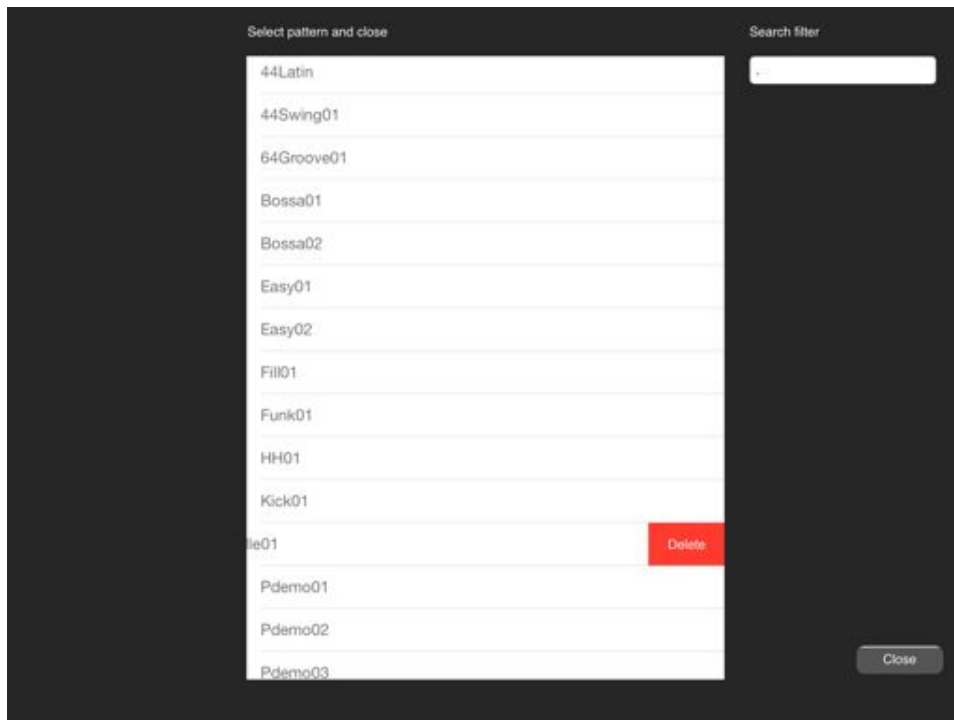 Select pattern and close
Search filter
44Latin
44Swing01
64Groove01
Bossa01
Bossa02
Easy01
Easy02
Fill01
Funk01
HH01
Kick01
lle01
Delete
Pdemo01
Pdemo02
Pdemo03
Close